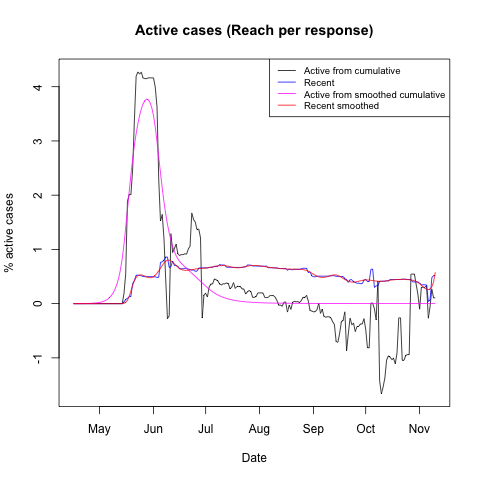 Active cases (Reach per response)
Active from cumulative
Recent
Active from smoothed cumulative
Recent smoothed
% active cases
4
3
2
1
0
-1
May Jun Jul Aug Sep Oct Nov
Date